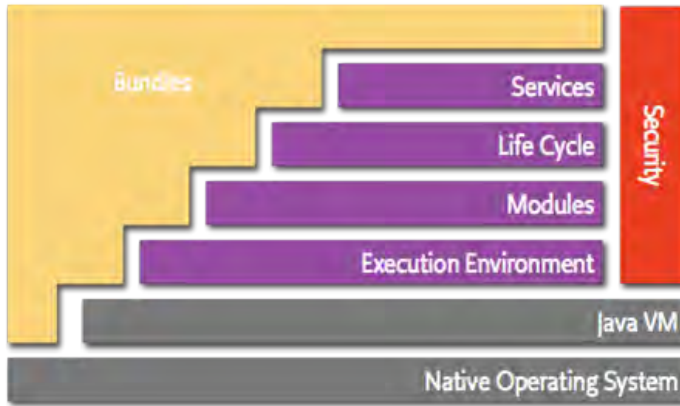 Bundles
Services
Life Cycle
Modules
Execution Environment
Java VM
Native Operating System
Security